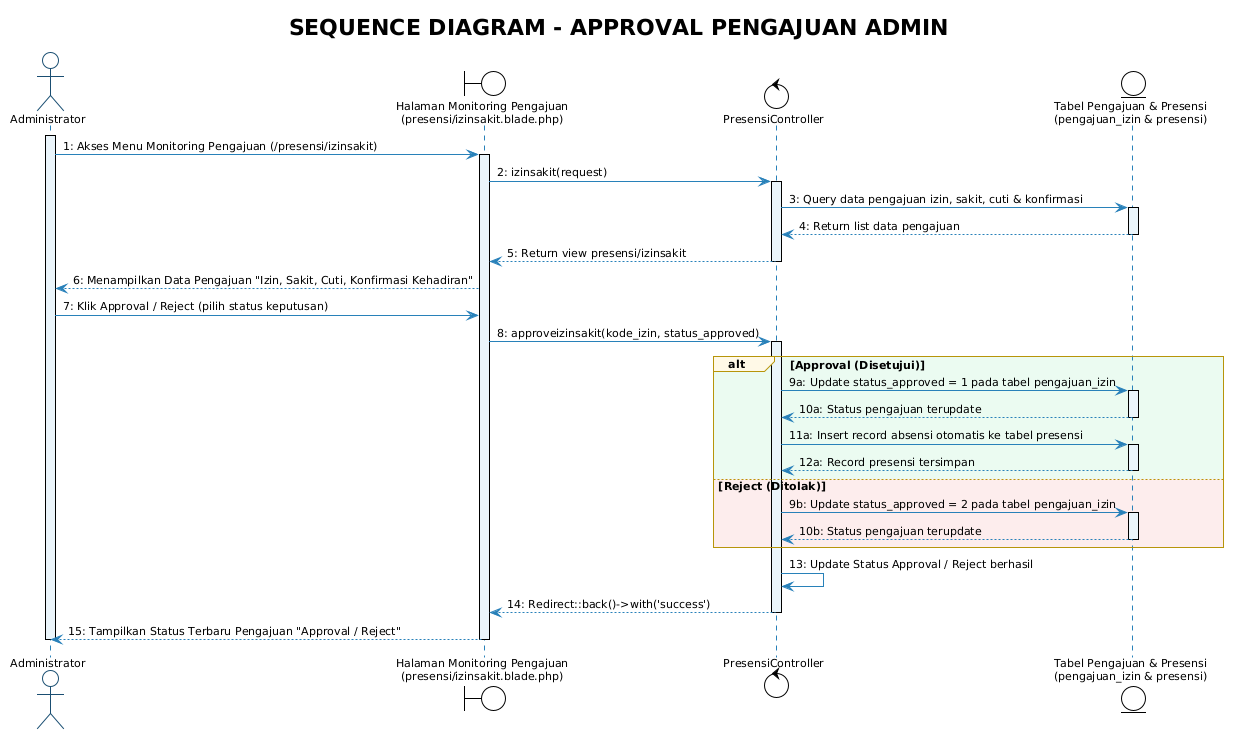 SEQUENCE DIAGRAM - APPROVAL PENGAJUAN ADMIN
Administrator
Halaman Monitoring Pengajuan
(presensi/izinsakit.blade.php)
PresensiController
Tabel Pengajuan & Presensi
(pengajuan_izin & presensi)
1: Akses Menu Monitoring Pengajuan (/presensi/izinsakit)
2: izinsakit(request)
3: Query data pengajuan izin, sakit, cuti & konfirmasi
4: Return list data pengajuan
5: Return view presensi/izinsakit
6: Menampilkan Data Pengajuan "Izin, Sakit, Cuti, Konfirmasi Kehadiran"
7: Klik Approval / Reject (pilih status keputusan)
8: approveizinsakit(kode_izin, status_approved)
alt
[Approval (Disetujui)]
9a: Update status_approved = 1 pada tabel pengajuan_izin
10a: Status pengajuan terupdate
11a: Insert record absensi otomatis ke tabel presensi
12a: Record presensi tersimpan
[Reject (Ditolak)]
9b: Update status_approved = 2 pada tabel pengajuan_izin
10b: Status pengajuan terupdate
13: Update Status Approval / Reject berhasil
14: Redirect::back()->with('success')
15: Tampilkan Status Terbaru Pengajuan "Approval / Reject"
Administrator
Halaman Monitoring Pengajuan
(presensi/izinsakit.blade.php)
PresensiController
Tabel Pengajuan & Presensi
(pengajuan_izin & presensi)